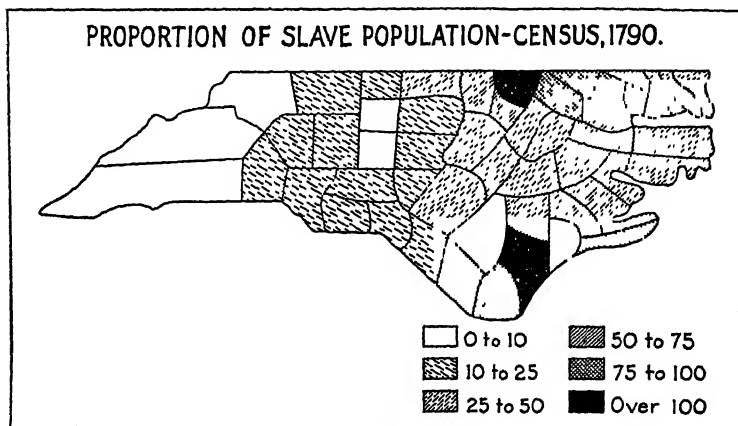 PROPORTION OF SLAVE POPULATION-CENSUS, 1790.
0 to 10
50 to 75
10 to 25
75 to 100
25 to 50
Over 100